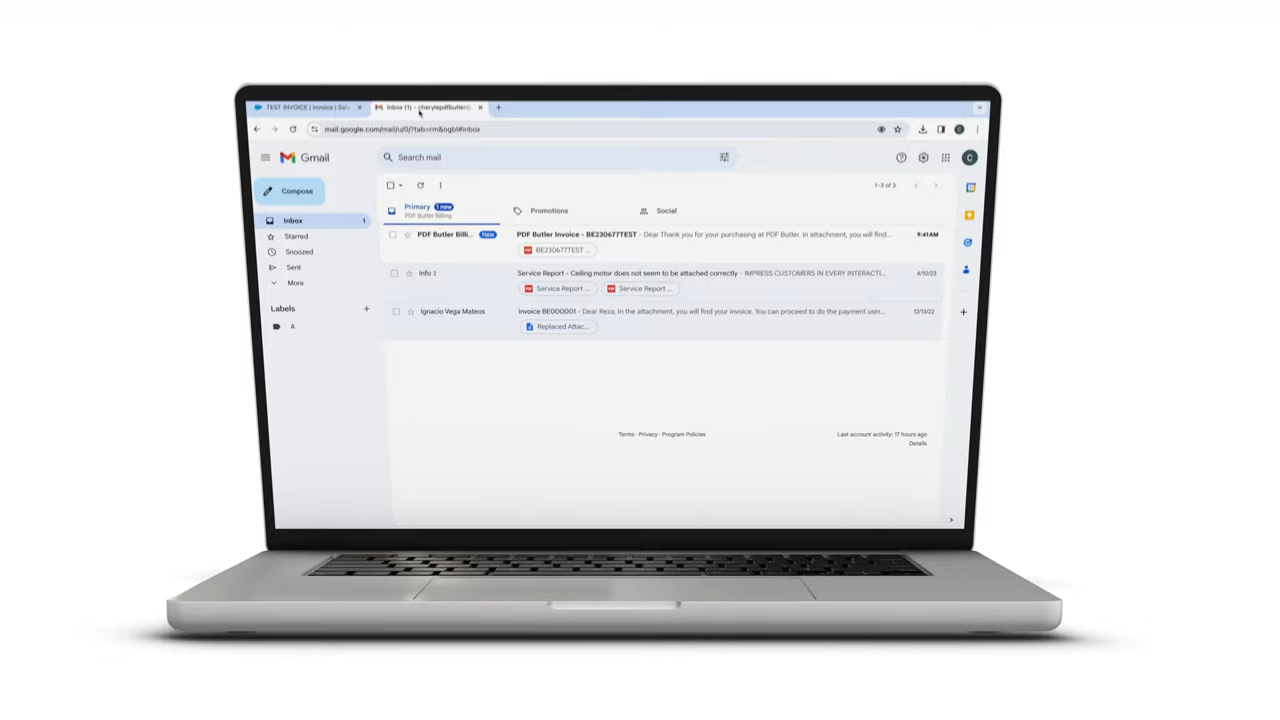 TEST INVOICE | Invoice | Sal
Inbox (1) - cherylepdfbutler@
mail.google.com/mail/u/0/?tab=rm&ogbl#inbox
Gmail
Search mail
C
Compose
1–3 of 3
Inbox 1
Starred
Snoozed
Sent
More
Labels
A
Primary 1 new
PDF Butler Billing
Promotions
Social
PDF Butler Billi... New PDF Butler Invoice - BE230677TEST - Dear Thank you for your purchasing at PDF Butler. In attachment, you will find... 9:41AM
BE230677TEST ...
Info 2 Service Report - Ceiling motor does not seem to be attached correctly - IMPRESS CUSTOMERS IN EVERY INTERACTI... 4/10/23
Service Report ... Service Report ...
Ignacio Vega Mateos Invoice BE000001 - Dear Reza, In the attachment, you will find your invoice. You can proceed to do the payment usin... 12/13/22
Replaced Attac...
Terms · Privacy · Program Policies
Last account activity: 17 hours ago
Details